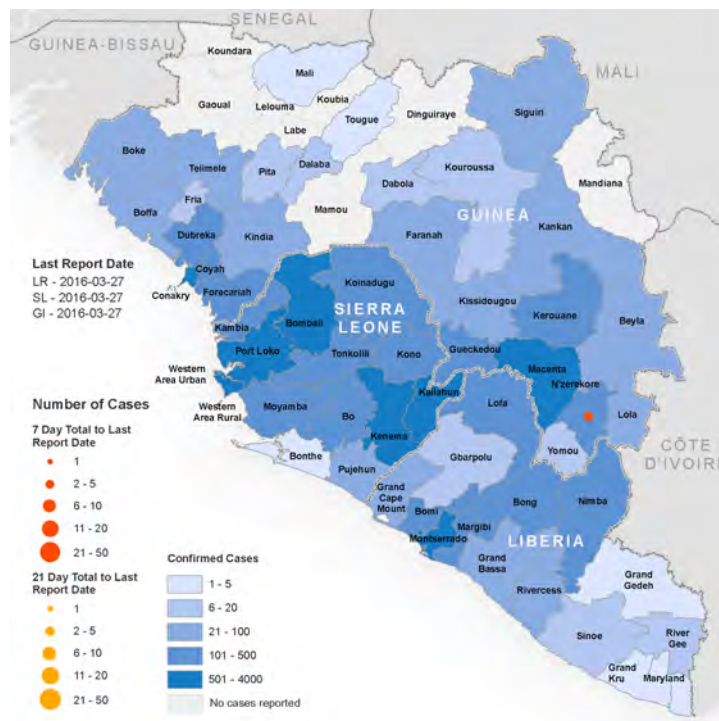 SENEGAL
GUINEA-BISSAU
MALI
Koundara
Mali
Gaoual
Lelouma
Koubia
Labe
Tougue
Dinguiraye
Siguiri
Boke
Telimele
Pita
Dalaba
Dabola
Kouroussa
Mandiana
Fria
Boffa
Mamou
GUINEA
Dubreka
Kindia
Faranah
Kankan
Last Report Date
LR - 2016-03-27
SL - 2016-03-27
GI - 2016-03-27
Coyah
Conakry
Forecariah
Koinadugu
Kissidougou
Kerouane
Beyla
Kambia
Bombali
SIERRA
LEONE
Port Loko
Tonkolili
Kono
Gueckedou
Macenta
N'zerekore
Western
Area Urban
Kailahun
Lofa
Lola
Western
Area Rural
Moyamba
Bo
Kenema
Yomou
CÔTE
D'IVOIRE
Bonthe
Pujehun
Gbarpolu
Grand
Cape
Mount
Bomi
Bong
Nimba
Margibi
Montserrado
LIBERIA
Grand
Bassa
Rivercess
Grand
Gedeh
Sinoe
River
Gee
Grand
Kru
Maryland
Number of Cases
7 Day Total to Last
Report Date
1
2 - 5
6 - 10
11 - 20
21 - 50
21 Day Total to Last
Report Date
1
2 - 5
6 - 10
11 - 20
21 - 50
Confirmed Cases
1 - 5
6 - 20
21 - 100
101 - 500
501 - 4000
No cases reported